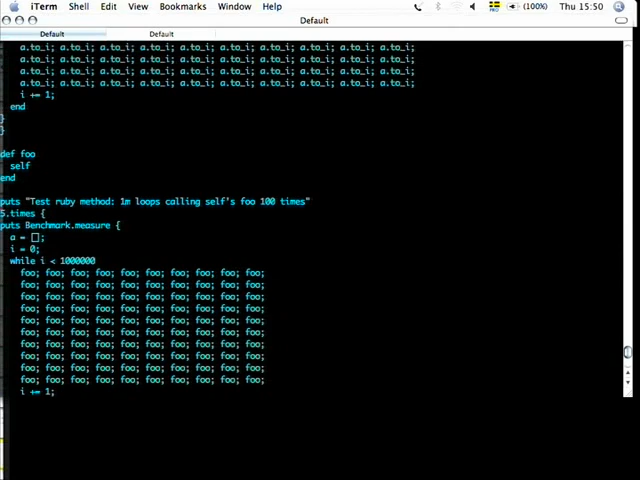 iTerm Shell Edit View Bookmarks Window Help (100%) Thu 15:50
Default
Default Default
a.to_i; a.to_i; a.to_i; a.to_i; a.to_i; a.to_i; a.to_i; a.to_i; a.to_i; a.to_i;
a.to_i; a.to_i; a.to_i; a.to_i; a.to_i; a.to_i; a.to_i; a.to_i; a.to_i; a.to_i;
a.to_i; a.to_i; a.to_i; a.to_i; a.to_i; a.to_i; a.to_i; a.to_i; a.to_i; a.to_i;
a.to_i; a.to_i; a.to_i; a.to_i; a.to_i; a.to_i; a.to_i; a.to_i; a.to_i; a.to_i;
i += 1;
end
}
}
def foo
self
end
puts "Test ruby method: 1m loops calling self's foo 100 times"
5.times {
puts Benchmark.measure {
a = [];
i = 0;
while i < 1000000
foo; foo; foo; foo; foo; foo; foo; foo; foo; foo;
foo; foo; foo; foo; foo; foo; foo; foo; foo; foo;
foo; foo; foo; foo; foo; foo; foo; foo; foo; foo;
foo; foo; foo; foo; foo; foo; foo; foo; foo; foo;
foo; foo; foo; foo; foo; foo; foo; foo; foo; foo;
foo; foo; foo; foo; foo; foo; foo; foo; foo; foo;
foo; foo; foo; foo; foo; foo; foo; foo; foo; foo;
foo; foo; foo; foo; foo; foo; foo; foo; foo; foo;
foo; foo; foo; foo; foo; foo; foo; foo; foo; foo;
foo; foo; foo; foo; foo; foo; foo; foo; foo; foo;
i += 1;